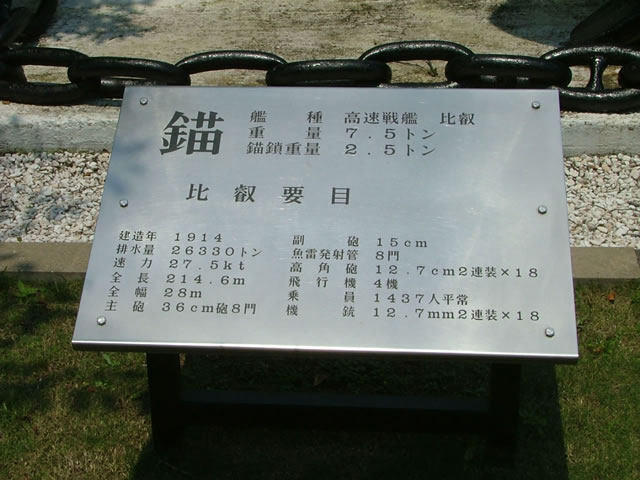 錨
艦種 高速戦艦 比叡
重量 7.5トン
錨鎖重量 2.5トン
比叡要目
建造年 1914
排水量 26330トン
速力 27.5kt
全長 214.6m
全幅 28m
主砲 36cm砲8門
副砲 15cm
魚雷発射管 8門
高角砲 12.7cm2連装×18
飛行機 4機
乗員 1437人平常
機銃 12.7mm2連装×18